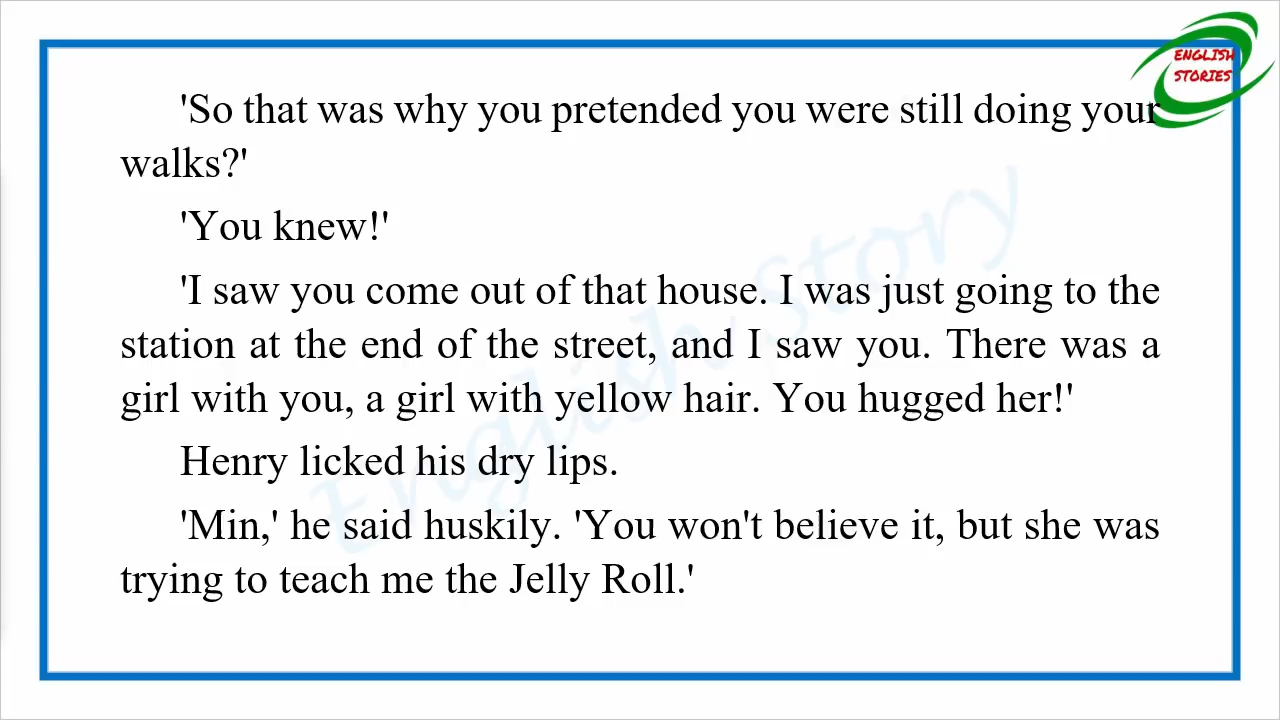 ENGLISH
STORIES
'So that was why you pretended you were still doing your
walks?'
'You knew!'
'I saw you come out of that house. I was just going to the
station at the end of the street, and I saw you. There was a
girl with you, a girl with yellow hair. You hugged her!'
Henry licked his dry lips.
'Min,' he said huskily. 'You won't believe it, but she was
trying to teach me the Jelly Roll.'
English Story